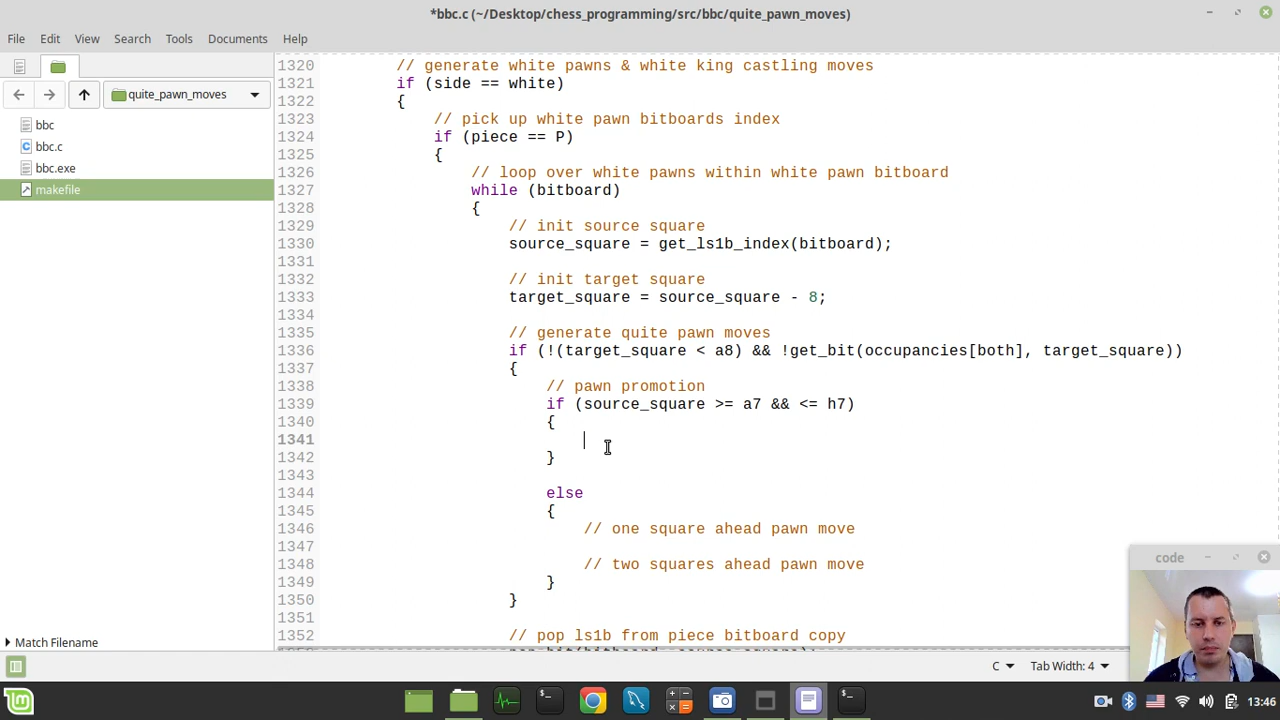 *bbc.c (~/Desktop/chess_programming/src/bbc/quite_pawn_moves)
File Edit View Search Tools Documents Help
quite_pawn_moves
bbc
bbc.c
bbc.exe
makefile
Match Filename
1320 // generate white pawns & white king castling moves
1321 if (side == white)
1322 {
1323 // pick up white pawn bitboards index
1324 if (piece == P)
1325 {
1326 // loop over white pawns within white pawn bitboard
1327 while (bitboard)
1328 {
1329 // init source square
1330 source_square = get_ls1b_index(bitboard);
1331
1332 // init target square
1333 target_square = source_square - 8;
1334
1335 // generate quite pawn moves
1336 if (!(target_square < a8) && !get_bit(occupancies[both], target_square))
1337 {
1338 // pawn promotion
1339 if (source_square >= a7 && <= h7)
1340 {
1341
1342 }
1343
1344 else
1345 {
1346 // one square ahead pawn move
1347
1348 // two squares ahead pawn move
1349 }
1350 }
1351
1352 // pop ls1b from piece bitboard copy
code
C Tab Width: 4
13:46